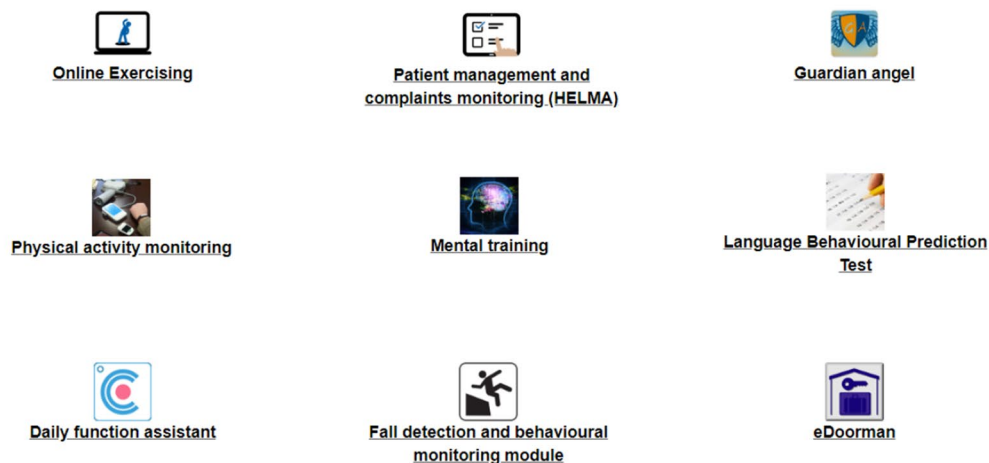 Online Exercising
Patient management and
complaints monitoring (HELMA)
Guardian angel
Physical activity monitoring
Mental training
Language Behavioural Prediction
Test
Daily function assistant
Fall detection and behavioural
monitoring module
eDoorman